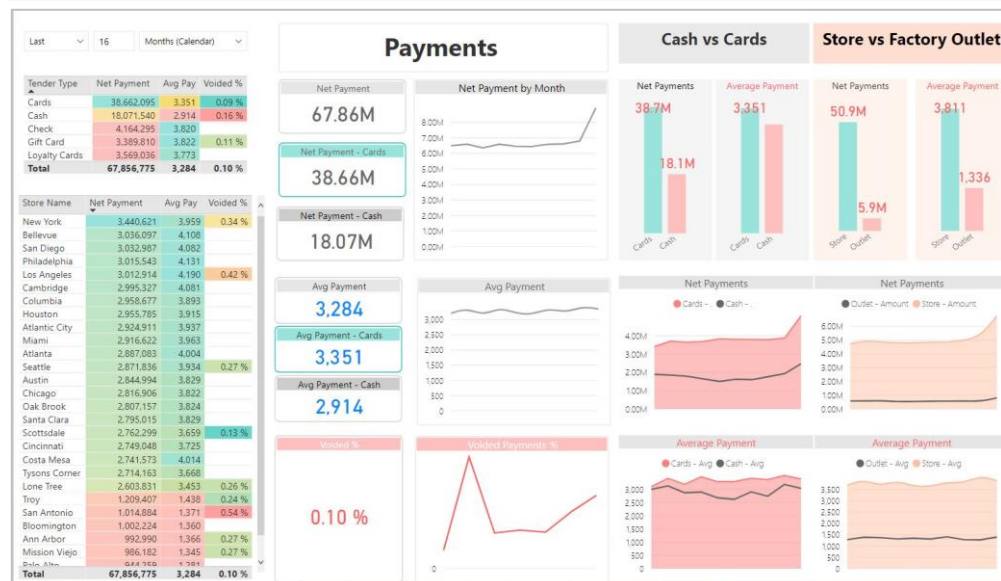 Last 16 Months (Calendar)
Payments
Cash vs Cards
Store vs Factory Outlet
Tender Type Net Payment Avg Pay Voided %
Cards 38,662,095 3,351 0.09 %
Cash 18,071,540 2,914 0.16 %
Check 4,164,295 3,820
Gift Card 3,389,810 3,822 0.11 %
Loyalty Cards 3,569,036 3,773
Total 67,856,775 3,284 0.10 %
Store Name Net Payment Avg Pay Voided %
New York 3,440,621 3,959 0.34 %
Bellevue 3,036,097 4,108
San Diego 3,032,987 4,082
Philadelphia 3,015,543 4,131
Los Angeles 3,012,914 4,190 0.42 %
Cambridge 2,995,327 4,081
Columbia 2,958,677 3,893
Houston 2,955,785 3,915
Atlantic City 2,924,911 3,937
Miami 2,916,622 3,963
Atlanta 2,887,083 4,004
Seattle 2,871,836 3,934 0.27 %
Austin 2,844,994 3,829
Chicago 2,816,906 3,822
Oak Brook 2,807,157 3,824
Santa Clara 2,795,015 3,829
Scottsdale 2,762,299 3,659 0.13 %
Cincinnati 2,749,048 3,725
Costa Mesa 2,741,573 4,014
Tysons Corner 2,714,163 3,668
Lone Tree 2,603,831 3,453 0.26 %
Troy 1,209,407 1,438 0.24 %
San Antonio 1,014,884 1,371 0.54 %
Bloomington 1,002,224 1,360
Ann Arbor 992,990 1,366 0.27 %
Mission Viejo 986,182 1,345 0.27 %
Palo Alto 944,259 1,281
Total 67,856,775 3,284 0.10 %
Net Payment
67.86M
Net Payment - Cards
38.66M
Net Payment - Cash
18.07M
Net Payment by Month
8.00M
7.00M
6.00M
5.00M
4.00M
3.00M
2.00M
1.00M
0.00M
Avg Payment
3,284
Avg Payment - Cards
3,351
Avg Payment - Cash
2,914
Avg Payment
3,000
2,500
2,000
1,500
1,000
500
0
Voided %
0.10 %
Voided Payments %
0
Net Payments
38.7M
18.1M
Cards Cash
Average Payment
3,351
Cards Cash
Net Payments
50.9M
5.9M
Store Outlet
Average Payment
3,811
1,336
Store Outlet
Net Payments
Cards - .. Cash - ..
4.00M
3.00M
2.00M
1.00M
0.00M
Net Payments
Outlet - Amount Store - Amount
6.00M
5.00M
4.00M
3.00M
2.00M
1.00M
0.00M
Average Payment
Cards - Avg Cash - Avg
3,500
3,000
2,500
2,000
1,500
1,000
500
0
Average Payment
Outlet - Avg Store - Avg
3,500
3,000
2,500
2,000
1,500
1,000
500
0